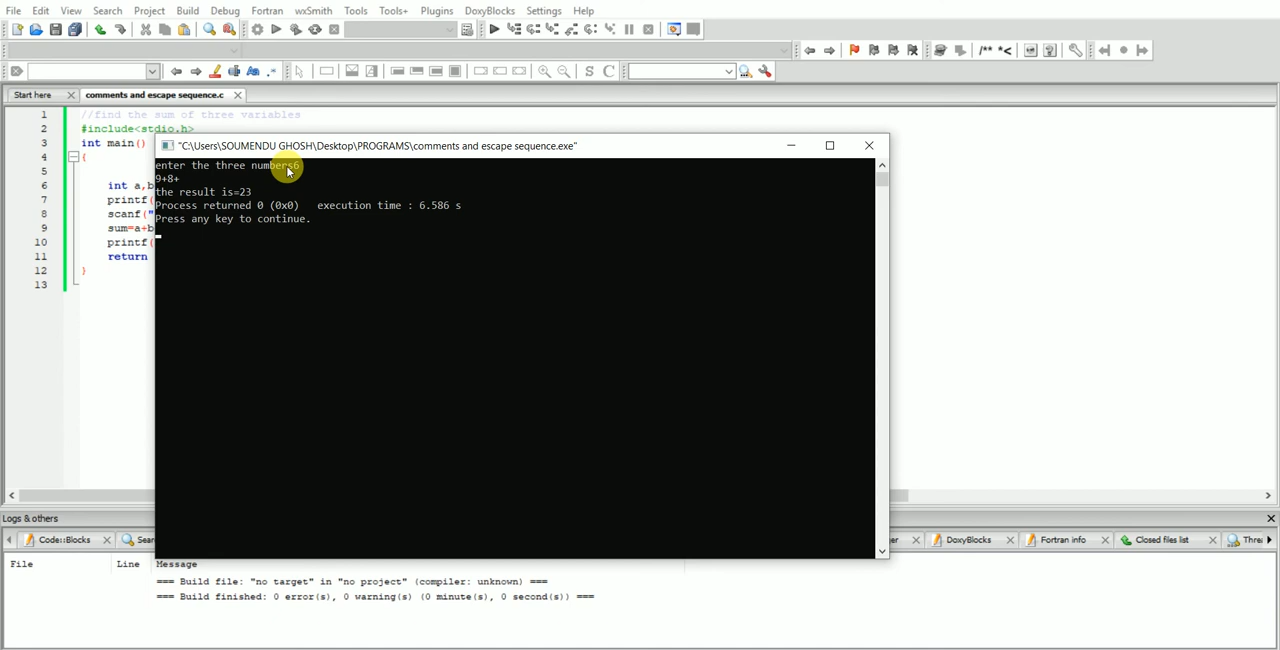 File Edit View Search Project Build Debug Fortran wxSmith Tools Tools+ Plugins DoxyBlocks Settings Help
/** *<
S C
Start here comments and escape sequence.c
1 //find the sum of three variables
2 #include<stdio.h>
3 int main()
4 {
5
6 int a,b
7 printf(
8 scanf("
9 sum=a+b
10 printf(
11 return
12 }
13
"C:\Users\SOUMENDU GHOSH\Desktop\PROGRAMS\comments and escape sequence.exe"
enter the three numbers6
9+8+
the result is=23
Process returned 0 (0x0) execution time : 6.586 s
Press any key to continue.
Logs & others
Code::Blocks Sear er DoxyBlocks Fortran info Closed files list Thre
File Line Message
=== Build file: "no target" in "no project" (compiler: unknown) ===
=== Build finished: 0 error(s), 0 warning(s) (0 minute(s), 0 second(s)) ===